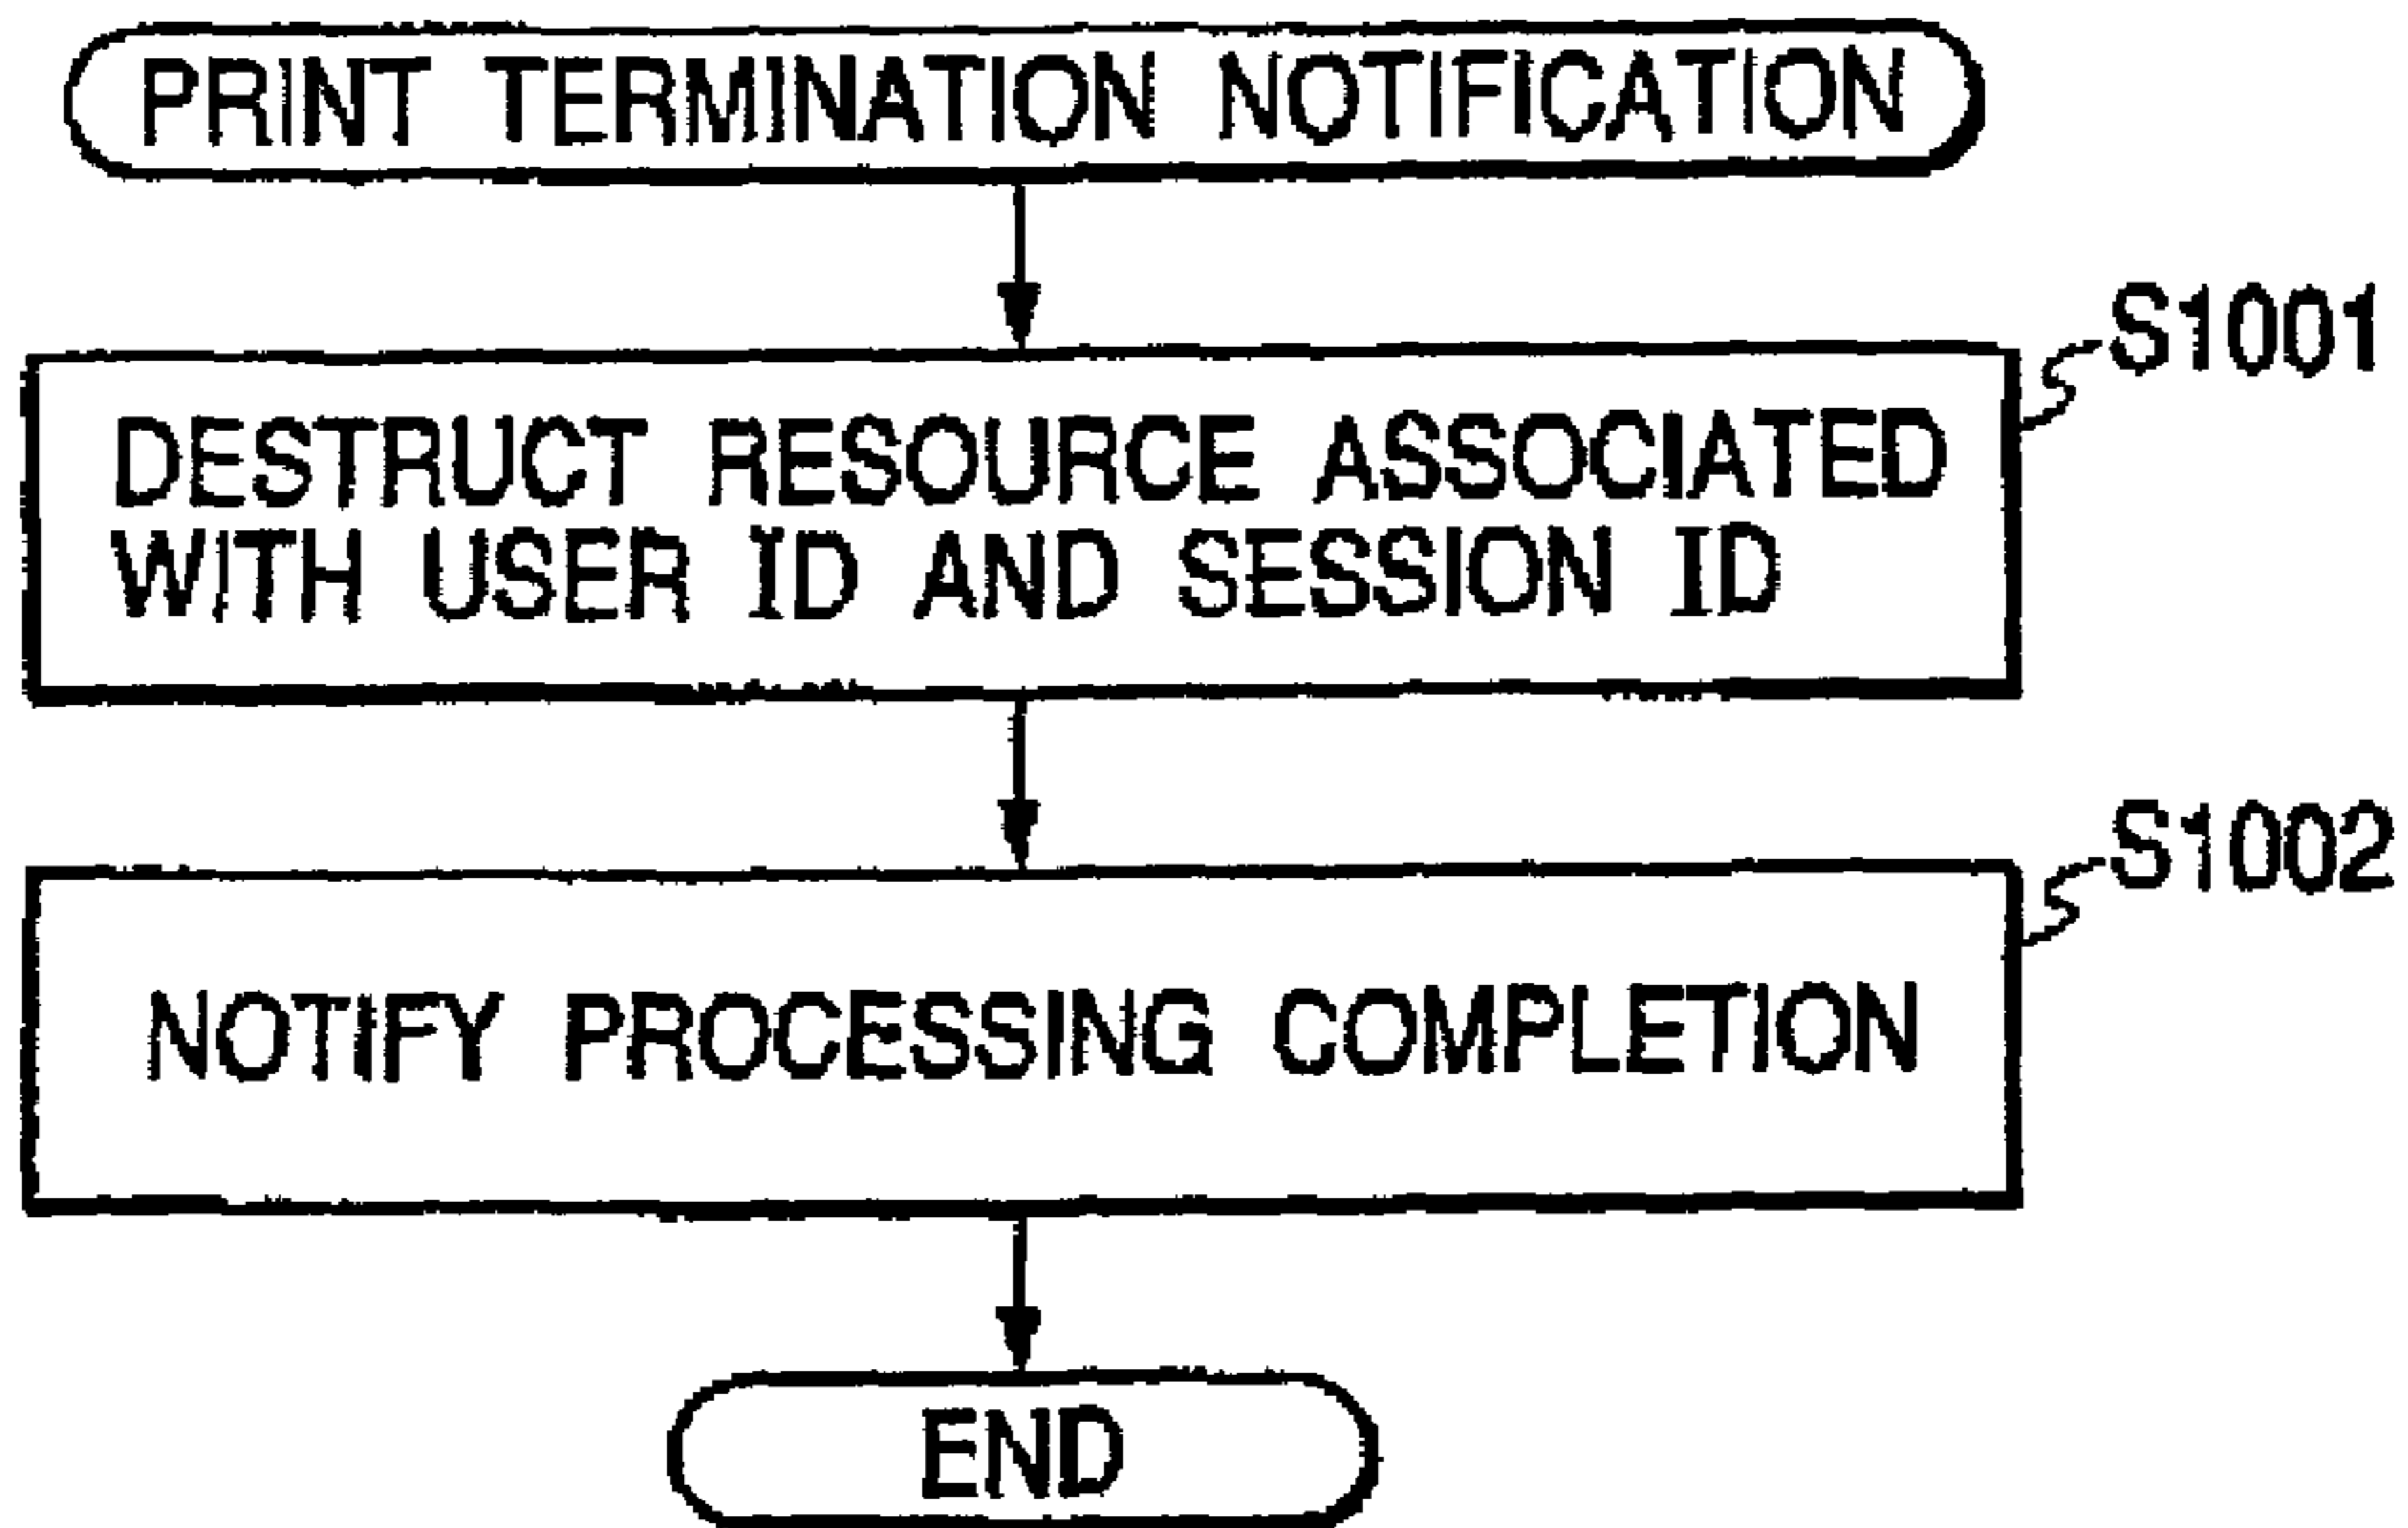 PRINT TERMINATION NOTIFICATION
S1001
DESTRUCT RESOURCE ASSOCIATED
WITH USER ID AND SESSION ID
S1002
NOTIFY PROCESSING COMPLETION
END